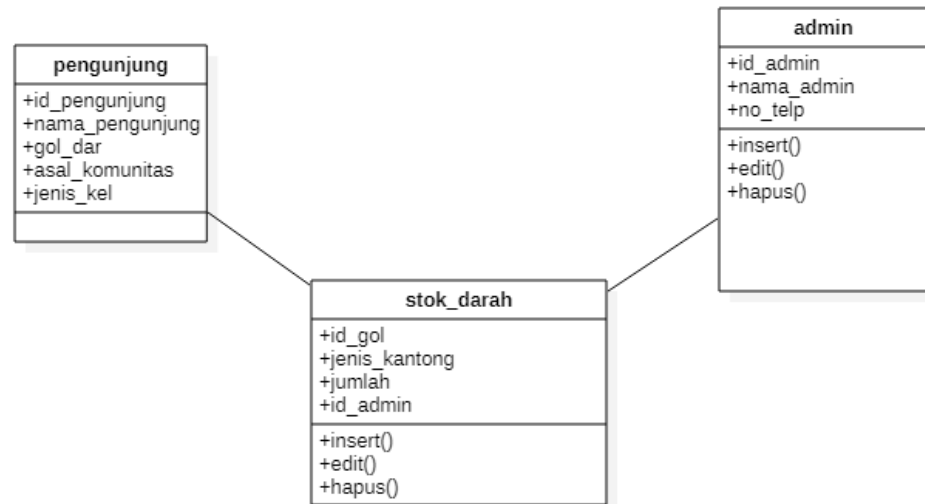 pengunjung
+id_pengunjung
+nama_pengunjung
+gol_dar
+asal_komunitas
+jenis_kel
admin
+id_admin
+nama_admin
+no_telp
+insert()
+edit()
+hapus()
stok_darah
+id_gol
+jenis_kantong
+jumlah
+id_admin
+insert()
+edit()
+hapus()